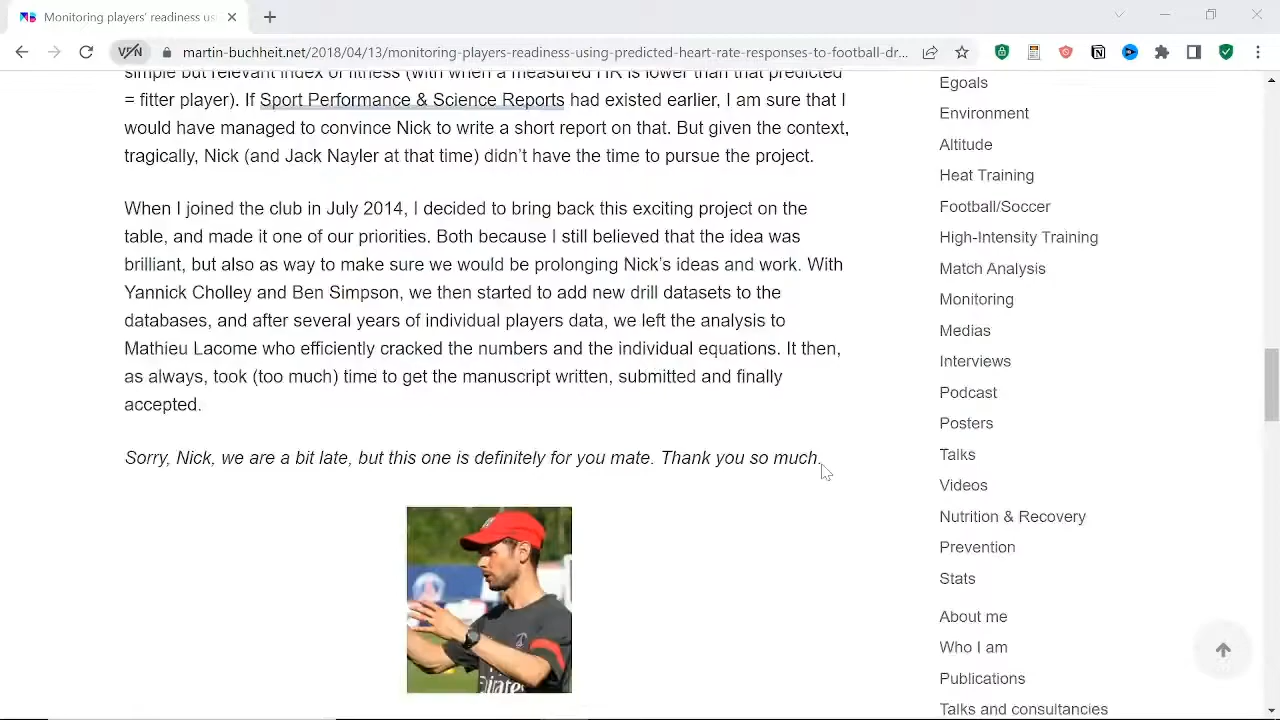 Monitoring players' readiness us
VPN
martin-buchheit.net/2018/04/13/monitoring-players-readiness-using-predicted-heart-rate-responses-to-football-dr...
simple but relevant index of fitness (with when a measured HR is lower than that predicted
= fitter player). If Sport Performance & Science Reports had existed earlier, I am sure that I
would have managed to convince Nick to write a short report on that. But given the context,
tragically, Nick (and Jack Nayler at that time) didn't have the time to pursue the project.
When I joined the club in July 2014, I decided to bring back this exciting project on the
table, and made it one of our priorities. Both because I still believed that the idea was
brilliant, but also as way to make sure we would be prolonging Nick's ideas and work. With
Yannick Cholley and Ben Simpson, we then started to add new drill datasets to the
databases, and after several years of individual players data, we left the analysis to
Mathieu Lacome who efficiently cracked the numbers and the individual equations. It then,
as always, took (too much) time to get the manuscript written, submitted and finally
accepted.
Sorry, Nick, we are a bit late, but this one is definitely for you mate. Thank you so much.
Egoals
Environment
Altitude
Heat Training
Football/Soccer
High-Intensity Training
Match Analysis
Monitoring
Medias
Interviews
Podcast
Posters
Talks
Videos
Nutrition & Recovery
Prevention
Stats
About me
Who I am
Publications
Talks and consultancies